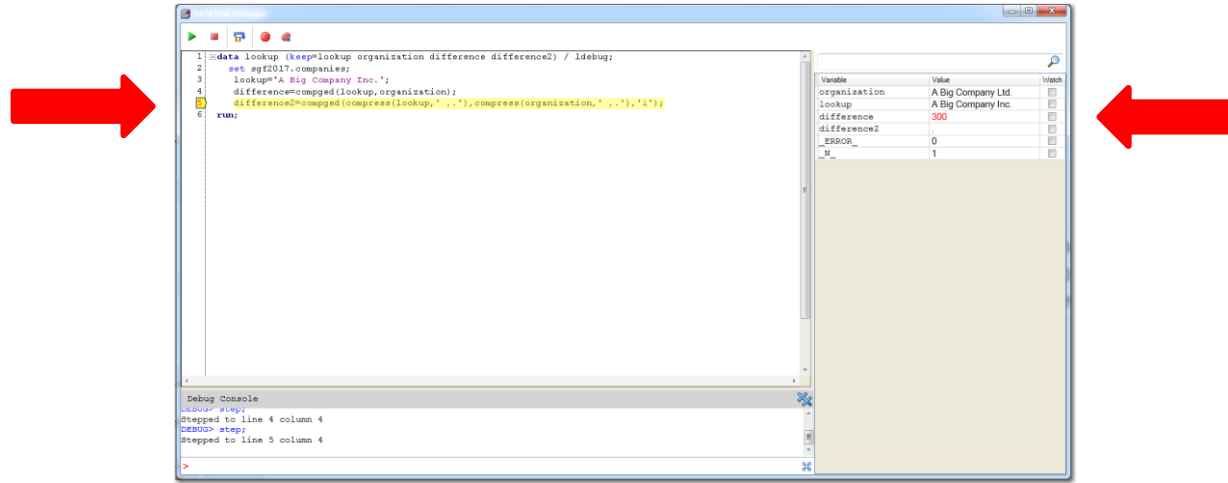 DATA Step Debugger
1 data lookup (keep=lookup organization difference difference2) / ldebug;
2 set sgf2017.companies;
3 lookup='A Big Company Inc.';
4 difference=compged(lookup,organization);
5 difference2=compged(compress(lookup,' ,.'),compress(organization,' ,.'),'i');
6 run;
Variable Value Watch
organization A Big Company Ltd.
lookup A Big Company Inc.
difference 300
difference2 .
_ERROR_ 0
_N_ 1
Debug Console
DEBUG> step;
Stepped to line 4 column 4
DEBUG> step;
Stepped to line 5 column 4
>